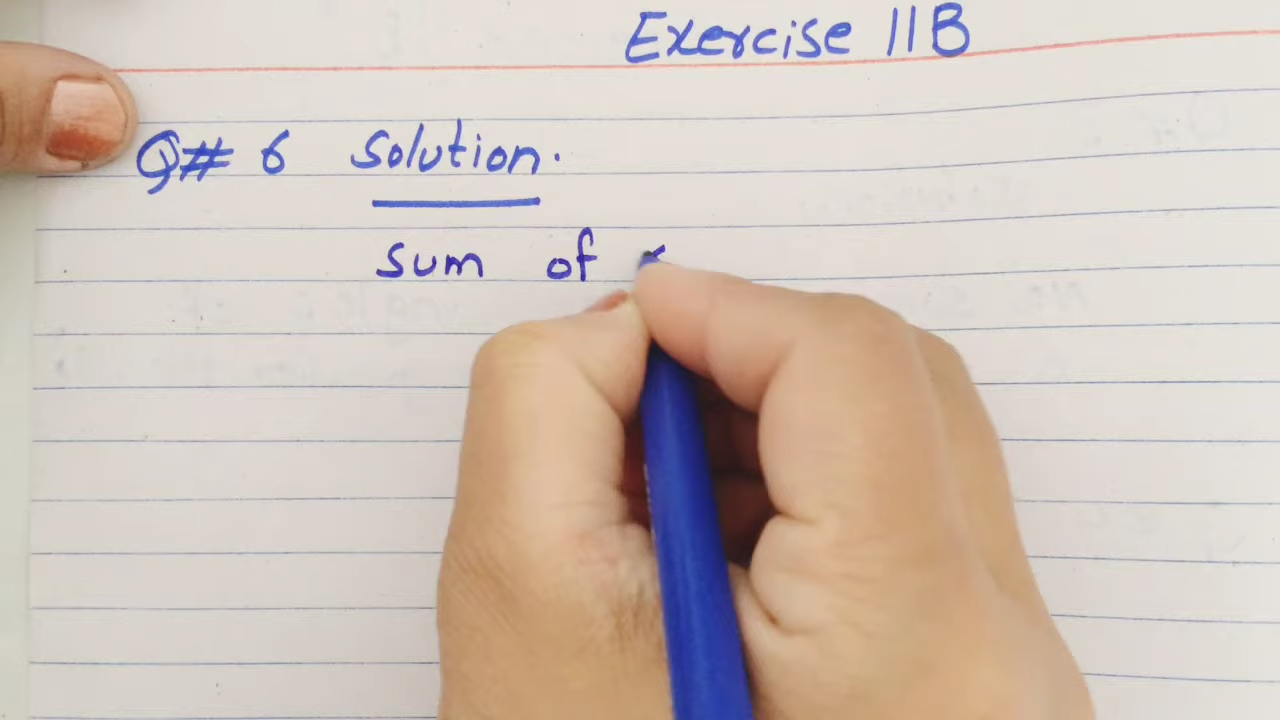 Exercise 11B
Q# 6 Solution.
sum of